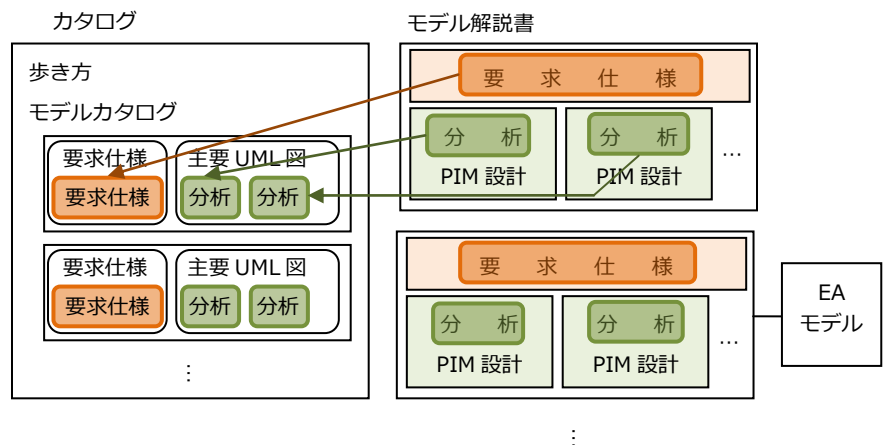 カタログ
歩き方
モデルカタログ
要求仕様
要求仕様
主要 UML 図
分析 分析
要求仕様
要求仕様
主要 UML 図
分析 分析
⋮
モデル解説書
要 求 仕 様
分 析
PIM 設計
分 析
PIM 設計
…
要 求 仕 様
分 析
PIM 設計
分 析
PIM 設計
…
⋮
EA
モデル